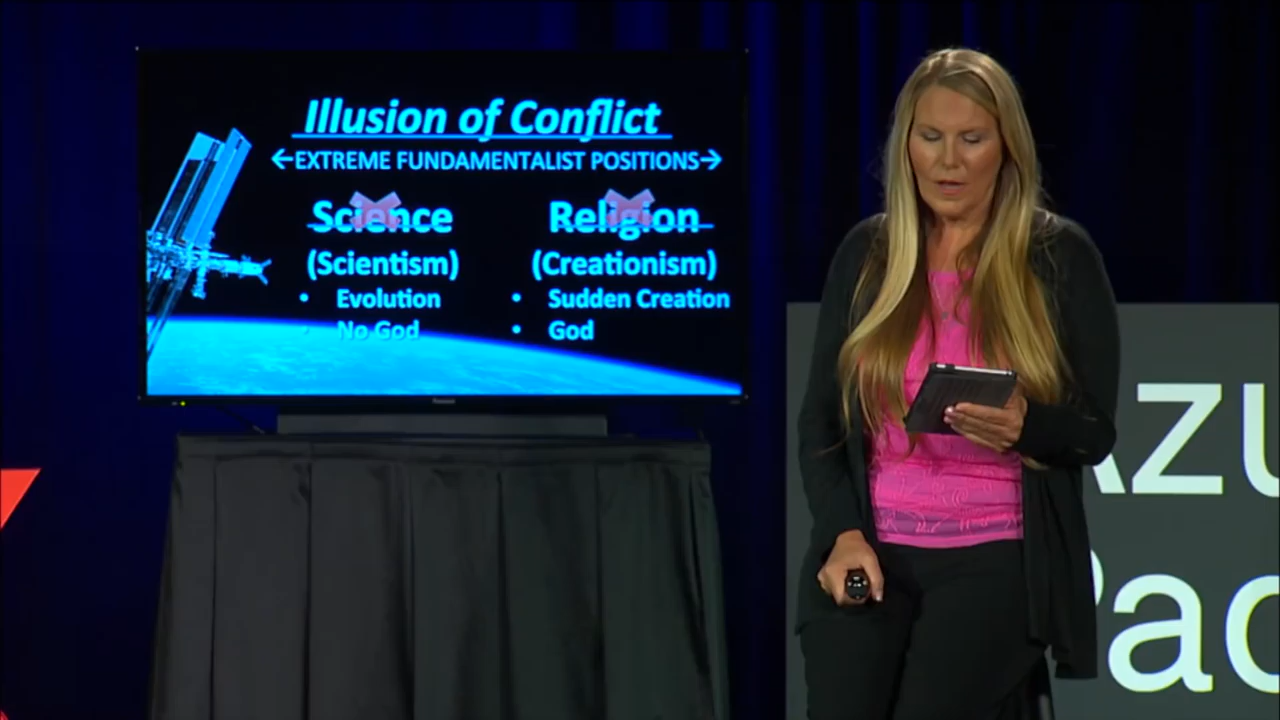 Illusion of Conflict
←EXTREME FUNDAMENTALIST POSITIONS→
Science
Religion
(Scientism)
(Creationism)
• Evolution
• Sudden Creation
• No God
• God
Azu
Pac